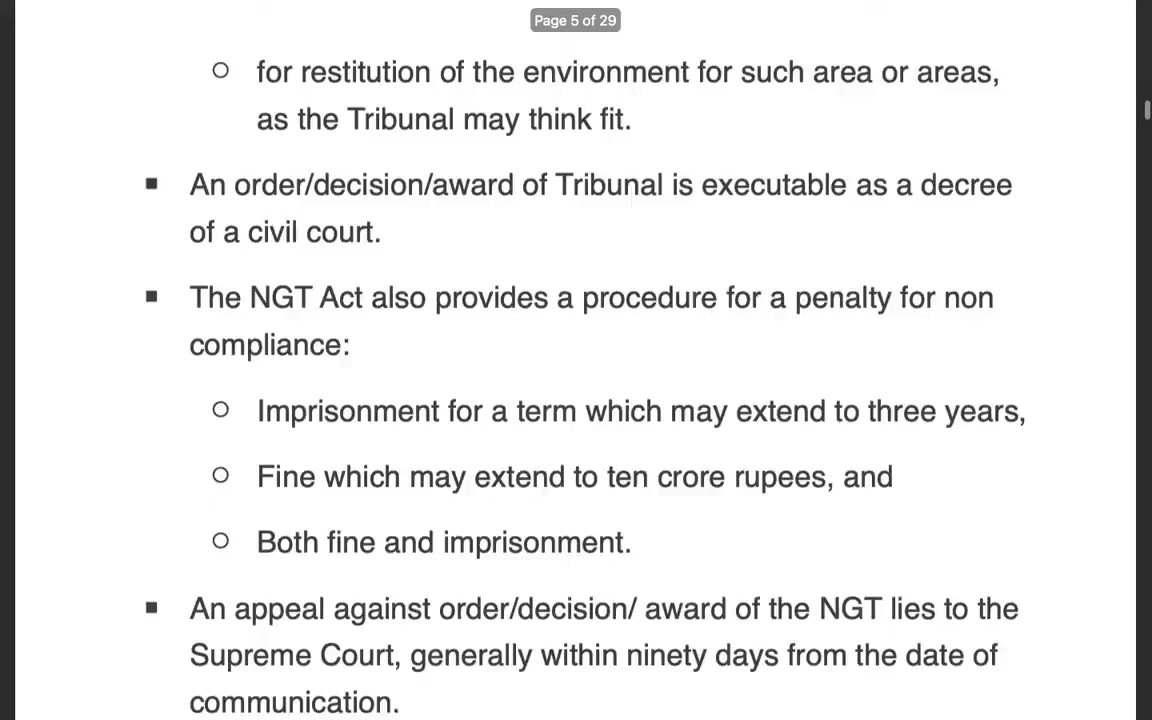 Page 5 of 29
○ for restitution of the environment for such area or areas,
as the Tribunal may think fit.
▪ An order/decision/award of Tribunal is executable as a decree
of a civil court.
▪ The NGT Act also provides a procedure for a penalty for non
compliance:
○ Imprisonment for a term which may extend to three years,
○ Fine which may extend to ten crore rupees, and
○ Both fine and imprisonment.
▪ An appeal against order/decision/ award of the NGT lies to the
Supreme Court, generally within ninety days from the date of
communication.